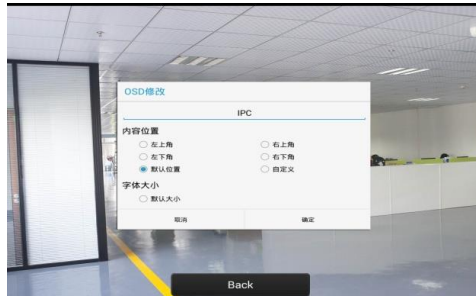 OSD修改
IPC
内容位置
左上角 右上角
左下角 右下角
默认位置 自定义
字体大小
默认大小
取消 确定
Back